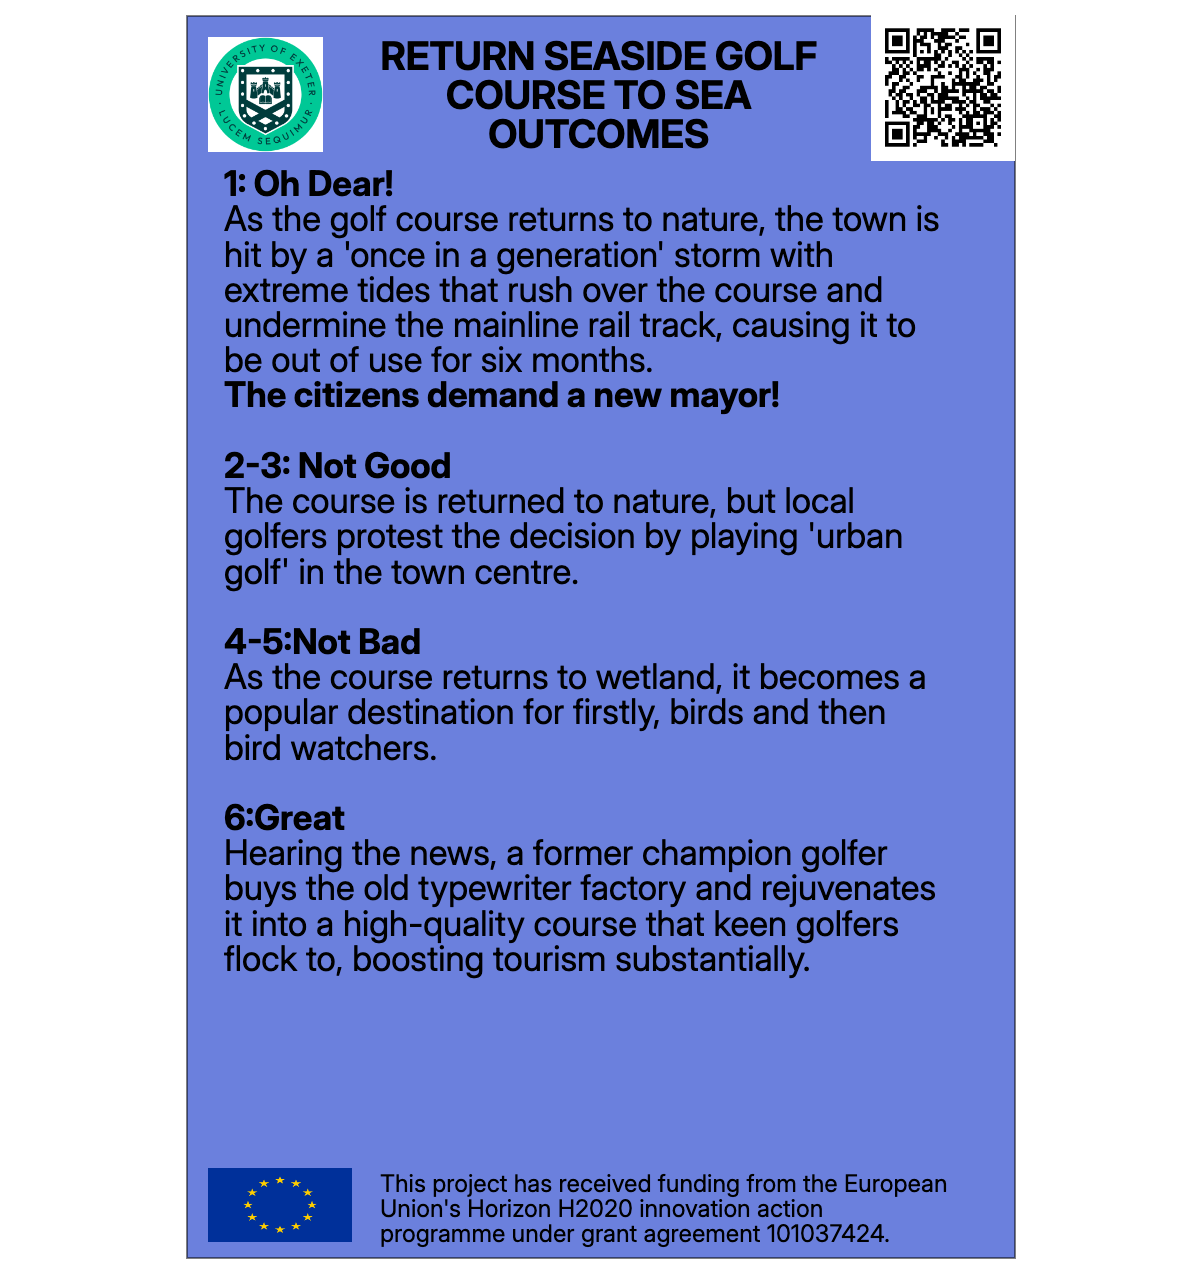 UNIVERSITY OF EXETER
LUCEM SEQUIMUR
RETURN SEASIDE GOLF
COURSE TO SEA
OUTCOMES
1: Oh Dear!
As the golf course returns to nature, the town is
hit by a 'once in a generation' storm with
extreme tides that rush over the course and
undermine the mainline rail track, causing it to
be out of use for six months.
The citizens demand a new mayor!
2-3: Not Good
The course is returned to nature, but local
golfers protest the decision by playing 'urban
golf' in the town centre.
4-5:Not Bad
As the course returns to wetland, it becomes a
popular destination for firstly, birds and then
bird watchers.
6:Great
Hearing the news, a former champion golfer
buys the old typewriter factory and rejuvenates
it into a high-quality course that keen golfers
flock to, boosting tourism substantially.
This project has received funding from the European
Union's Horizon H2020 innovation action
programme under grant agreement 101037424.